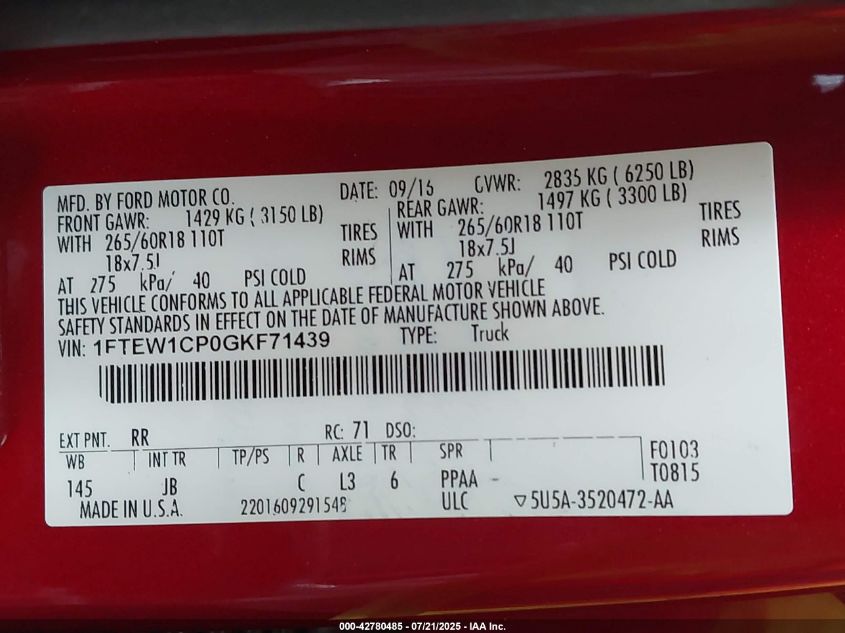 MFD. BY FORD MOTOR CO. DATE: 09/16 GVWR: 2835 KG ( 6250 LB)
FRONT GAWR: 1429 KG ( 3150 LB) REAR GAWR: 1497 KG ( 3300 LB)
WITH 265/60R18 110T TIRES WITH 265/60R18 110T TIRES
18x7.5J RIMS 18x7.5J RIMS
AT 275 kPa/ 40 PSI COLD AT 275 kPa/ 40 PSI COLD
THIS VEHICLE CONFORMS TO ALL APPLICABLE FEDERAL MOTOR VEHICLE
SAFETY STANDARDS IN EFFECT ON THE DATE OF MANUFACTURE SHOWN ABOVE.
VIN: 1FTEW1CP0GKF71439 TYPE: Truck
EXT PNT. RR RC: 71 DSO:
WB INT TR TP/PS R AXLE TR SPR F0103
145 JB C L3 6 PPAA - T0815
MADE IN U.S.A. 2201609291548 ULC ▽5U5A-3520472-AA
000-42780485 - 07/21/2025 - IAA Inc.